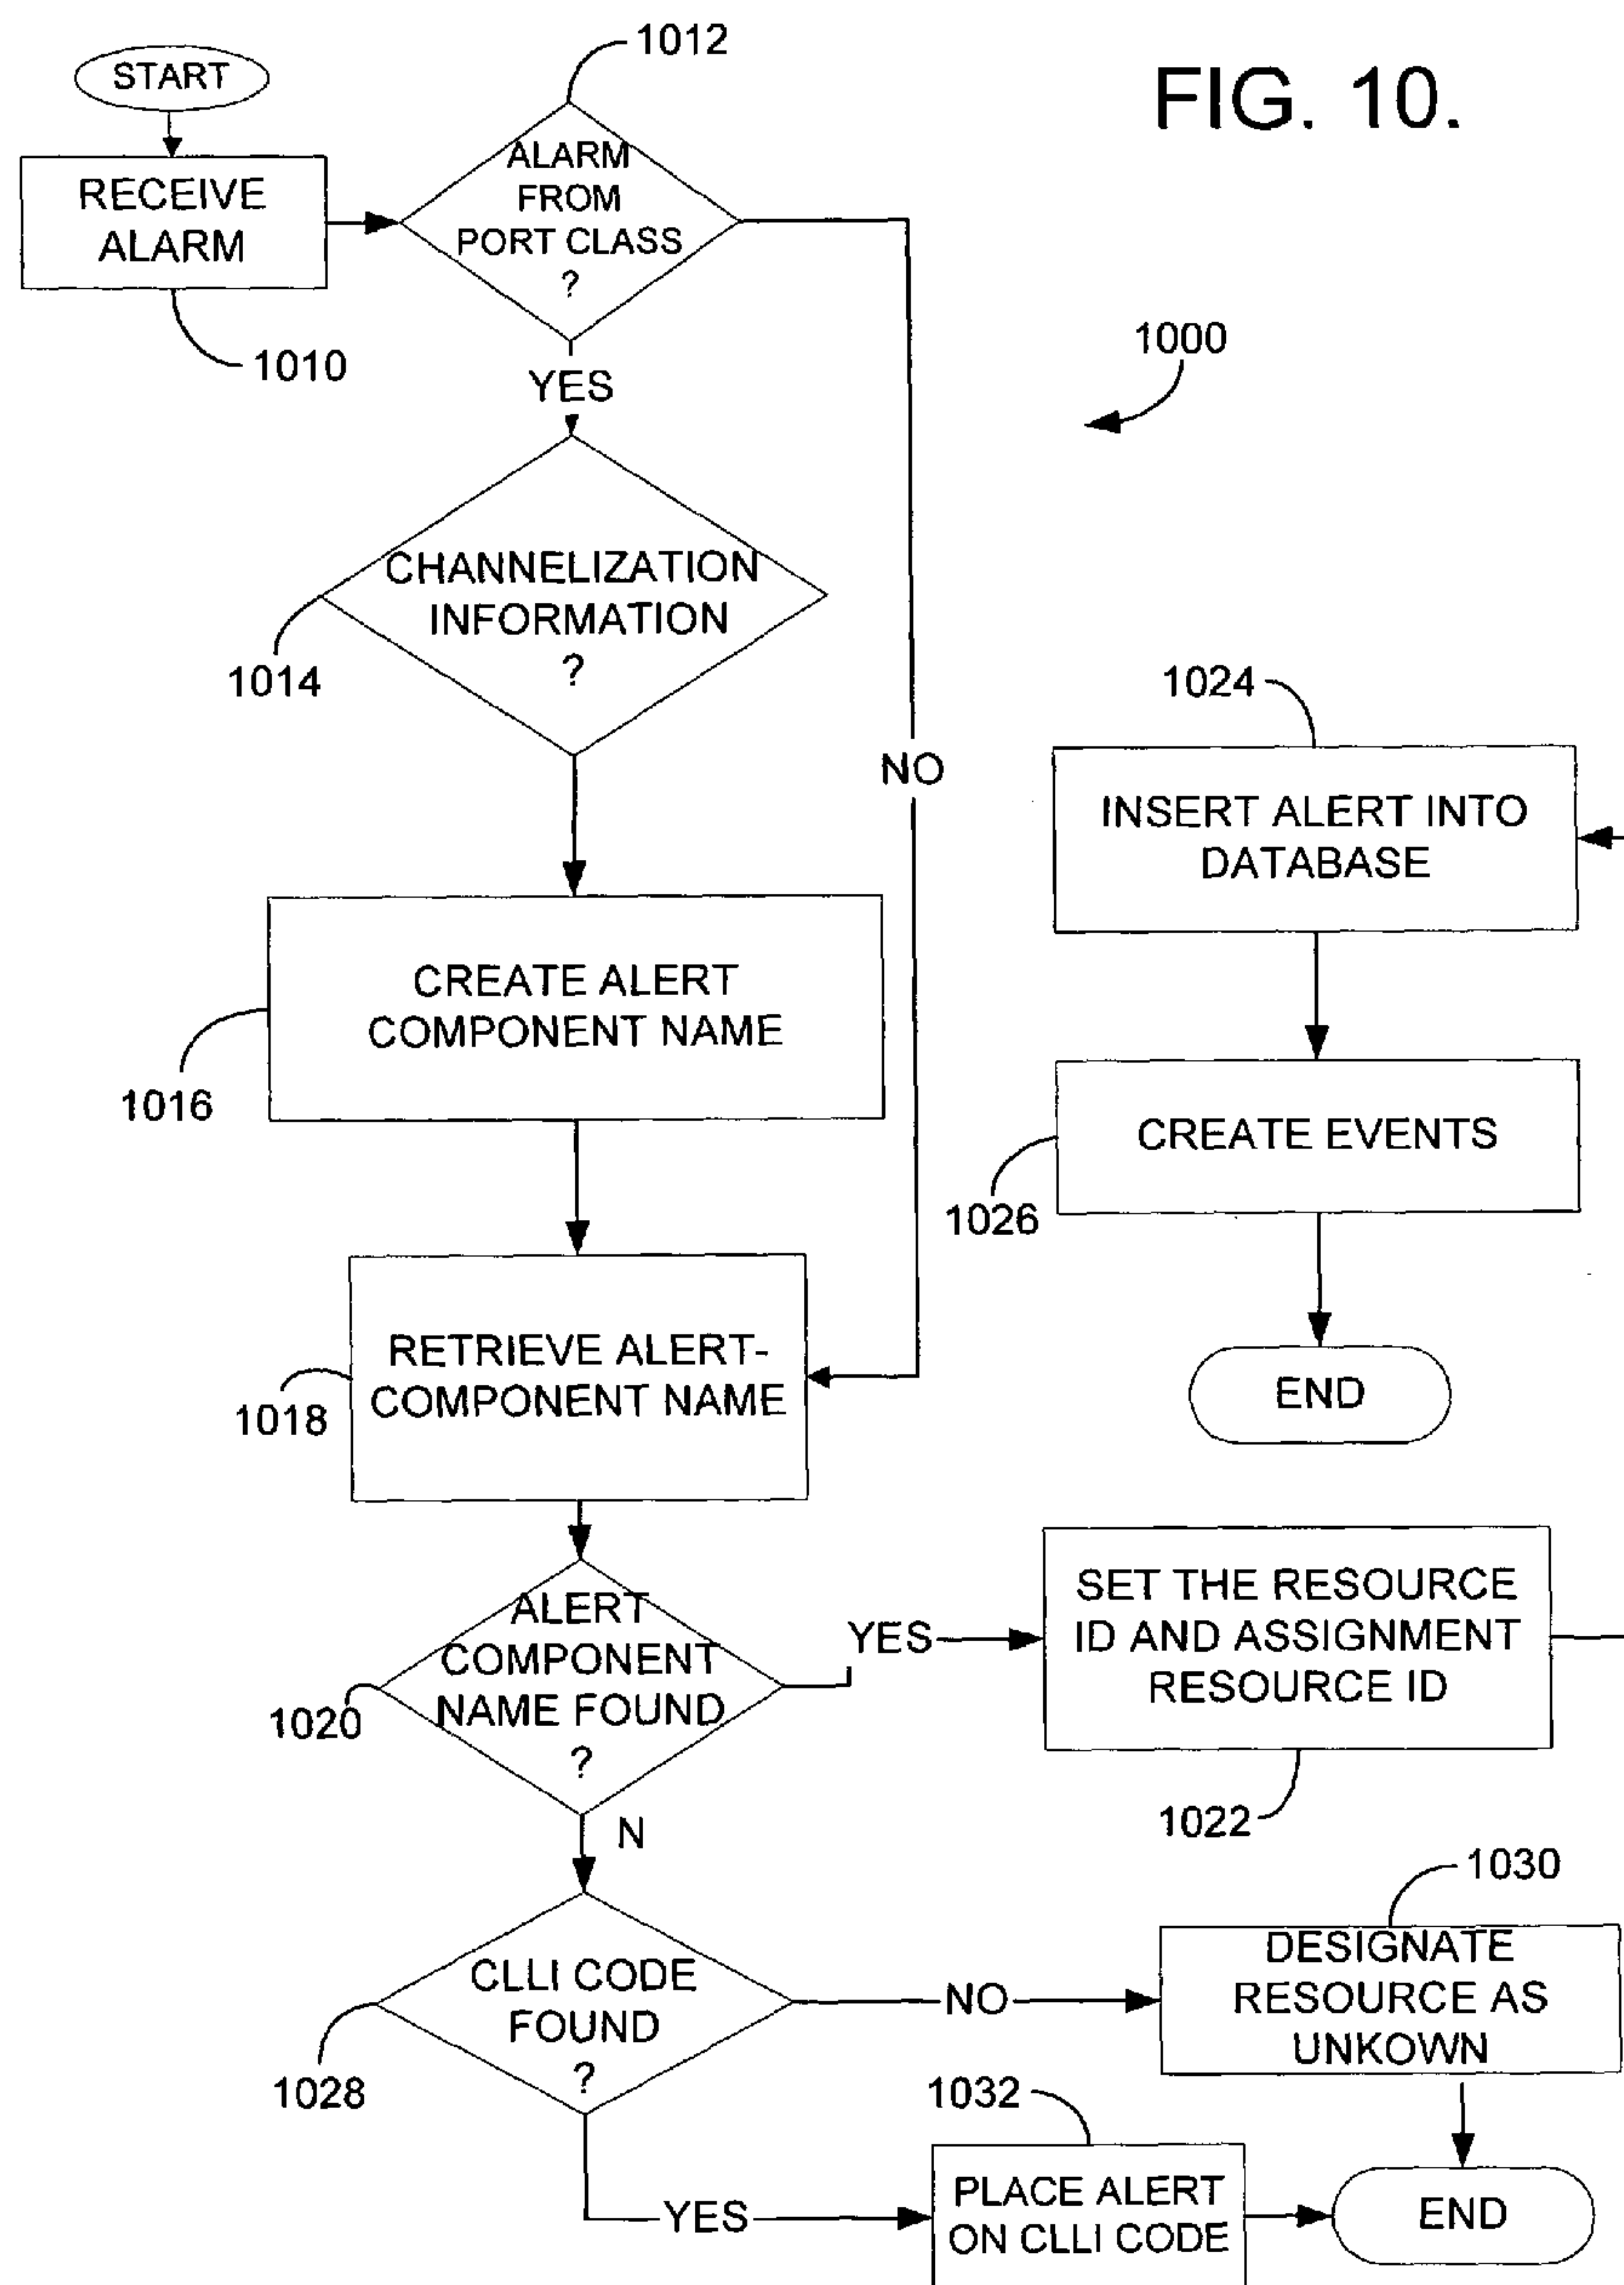 FIG. 10.
1012
START
RECEIVE
ALARM
1010
ALARM
FROM
PORT CLASS
?
YES
NO
1000
CHANNELIZATION
INFORMATION
?
1014
CREATE ALERT
COMPONENT NAME
1016
RETRIEVE ALERT-
COMPONENT NAME
1018
ALERT
COMPONENT
NAME FOUND
?
1020
YES
N
SET THE RESOURCE
ID AND ASSIGNMENT
RESOURCE ID
1022
1024
INSERT ALERT INTO
DATABASE
CREATE EVENTS
1026
END
CLLI CODE
FOUND
?
1028
NO
1030
DESIGNATE
RESOURCE AS
UNKOWN
YES
1032
PLACE ALERT
ON CLLI CODE
END